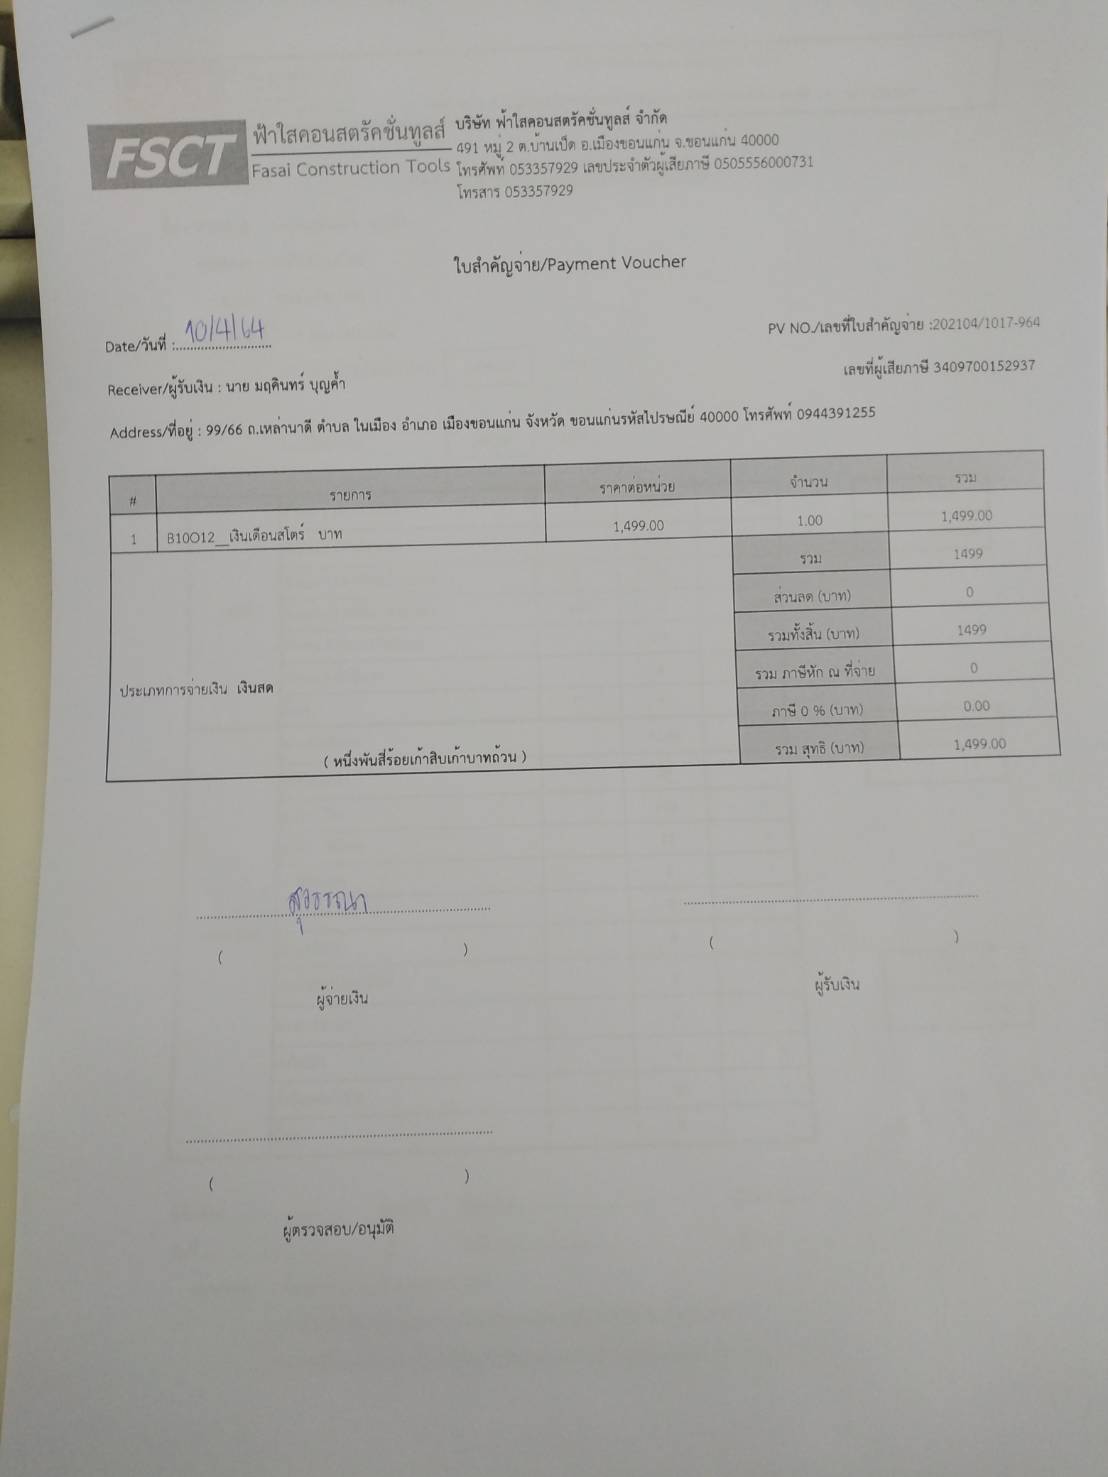 FSCT
ฟ้าใสคอนสตรัคชั่นทูลส์
Fasai Construction Tools
บริษัท ฟ้าใสคอนสตรัคชั่นทูลส์ จำกัด
491 หมู่ 2 ต.บ้านเป็ด อ.เมืองขอนแก่น จ.ขอนแก่น 40000
โทรศัพท์ 053357929 เลขประจำตัวผู้เสียภาษี 0505556000731
โทรสาร 053357929
ใบสำคัญจ่าย/Payment Voucher
Date/วันที่ : 10/4/64
PV NO./เลขที่ใบสำคัญจ่าย :202104/1017-964
Receiver/ผู้รับเงิน : นาย มฤคินทร์ บุญค้ำ
เลขที่ผู้เสียภาษี 3409700152937
Address/ที่อยู่ : 99/66 ถ.เหล่านาดี ตำบล ในเมือง อำเภอ เมืองขอนแก่น จังหวัด ขอนแก่นรหัสไปรษณีย์ 40000 โทรศัพท์ 0944391255
# รายการ ราคาต่อหน่วย จำนวน รวม
1 B10O12__เงินเดือนสโตร์ บาท 1,499.00 1.00 1,499.00
รวม 1499
ส่วนลด (บาท) 0
รวมทั้งสิ้น (บาท) 1499
รวม ภาษีหัก ณ ที่จ่าย 0
ประเภทการจ่ายเงิน เงินสด
ภาษี 0 % (บาท) 0.00
( หนึ่งพันสี่ร้อยเก้าสิบเก้าบาทถ้วน )
รวม สุทธิ (บาท) 1,499.00
สุวรรณา
( ) ( )
ผู้จ่ายเงิน ผู้รับเงิน
( )
ผู้ตรวจสอบ/อนุมัติ